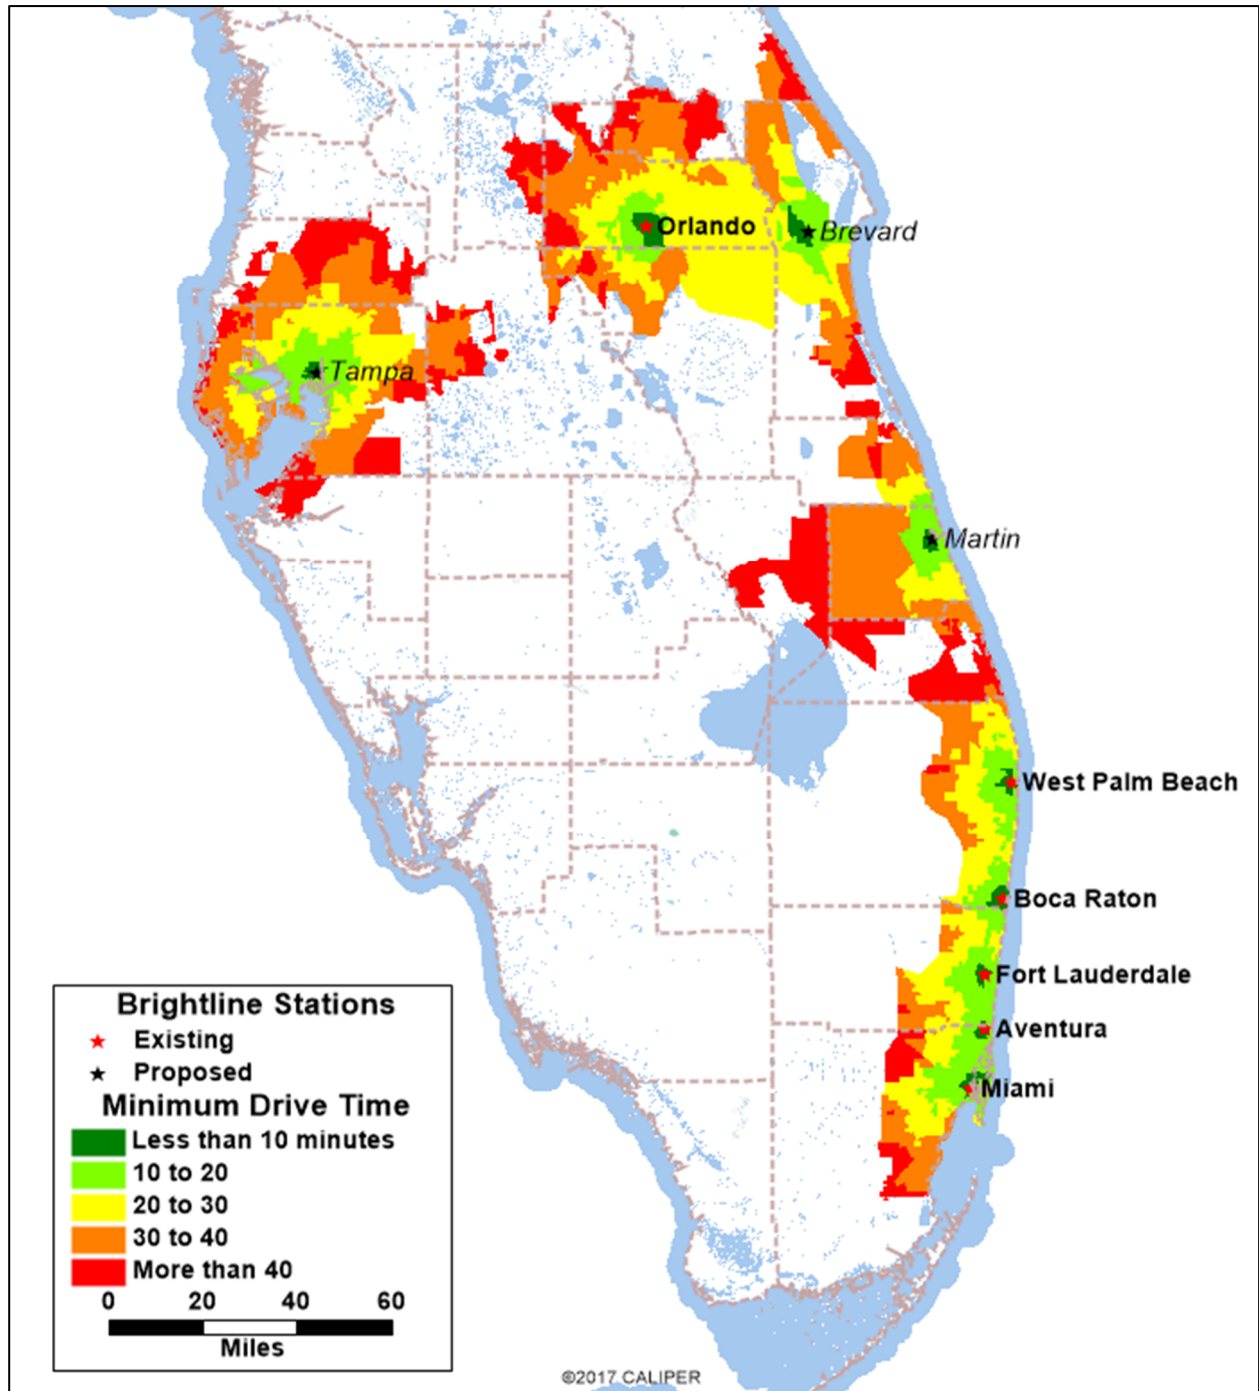 Orlando
Brevard
Tampa
Martin
West Palm Beach
Boca Raton
Fort Lauderdale
Aventura
Miami
Brightline Stations
Existing
Proposed
Minimum Drive Time
Less than 10 minutes
10 to 20
20 to 30
30 to 40
More than 40
0 20 40 60
Miles
©2017 CALIPER